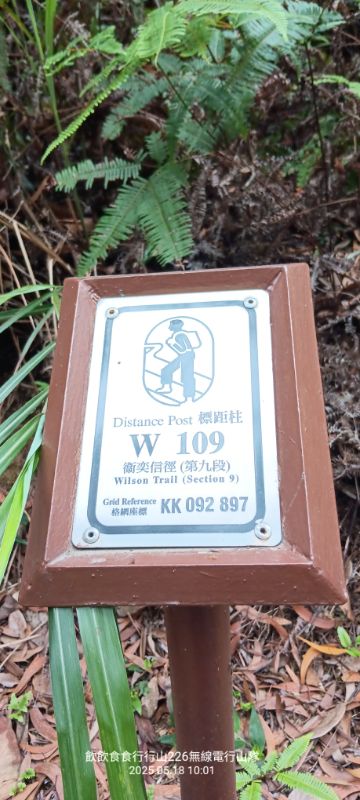 Distance Post 標距柱
W 109
衞奕信徑 (第九段)
Wilson Trail (Section 9)
Grid Reference
格網座標
KK 092 897
飲飲食食行行山226無線電行山隊
2025.05.18 10:01